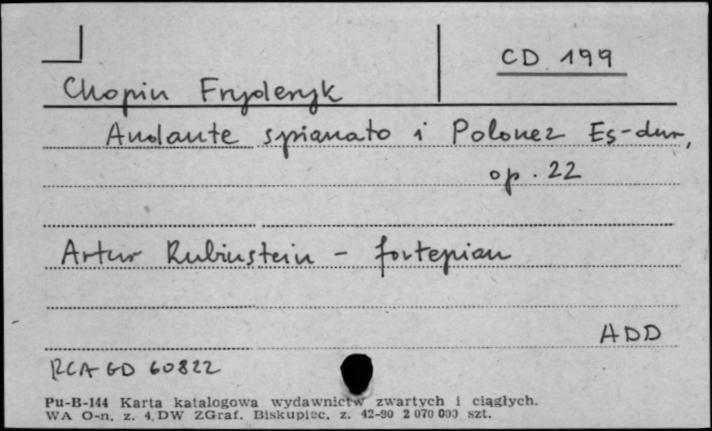 CD 199
Chopin Fryderyk
Andante spianato i Polonez Es-dur,
op. 22
Artur Rubinstein - fortepian
ADD
RCA GD 60822
Pu-B-144 Karta katalogowa wydawnictw zwartych i ciągłych.
WA O-n, z. 4. DW ZGraf. Biskupiec, z. 42-90 2 070 000 szt.